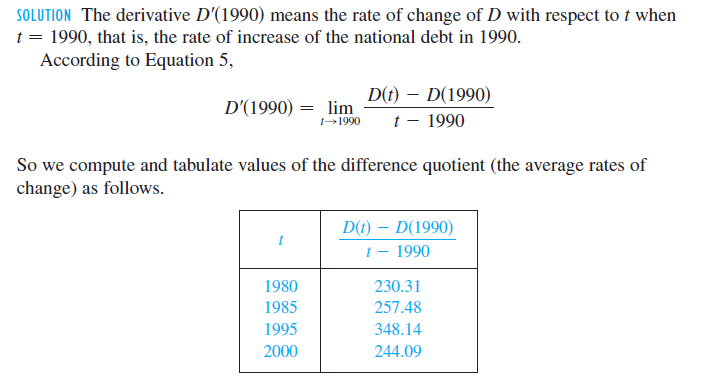 SOLUTION The derivative D′(1990) means the rate of change of D with respect to t when
t = 1990, that is, the rate of increase of the national debt in 1990.
According to Equation 5,
D′(1990) = lim t→1990 (D(t) − D(1990)) / (t − 1990)
So we compute and tabulate values of the difference quotient (the average rates of
change) as follows.
t (D(t) − D(1990)) / (t − 1990)
1980 230.31
1985 257.48
1995 348.14
2000 244.09